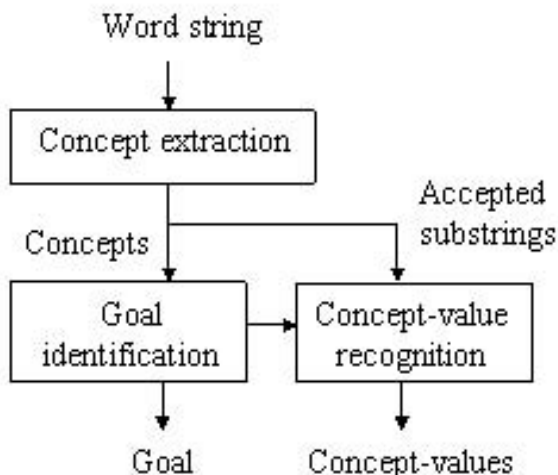 Word string
Concept extraction
Accepted
substrings
Concepts
Goal
identification
Concept-value
recognition
Goal
Concept-values